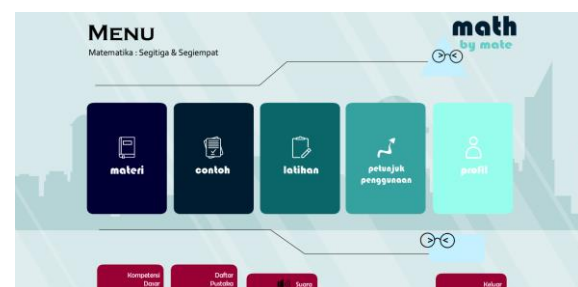 MENU
Matematika : Segitiga & Segiempat
math
by mate
materi
contoh
latihan
petunjuk
penggunaan
profil
Kompetensi
Dasar
Daftar
Pustaka
Suara
Keluar